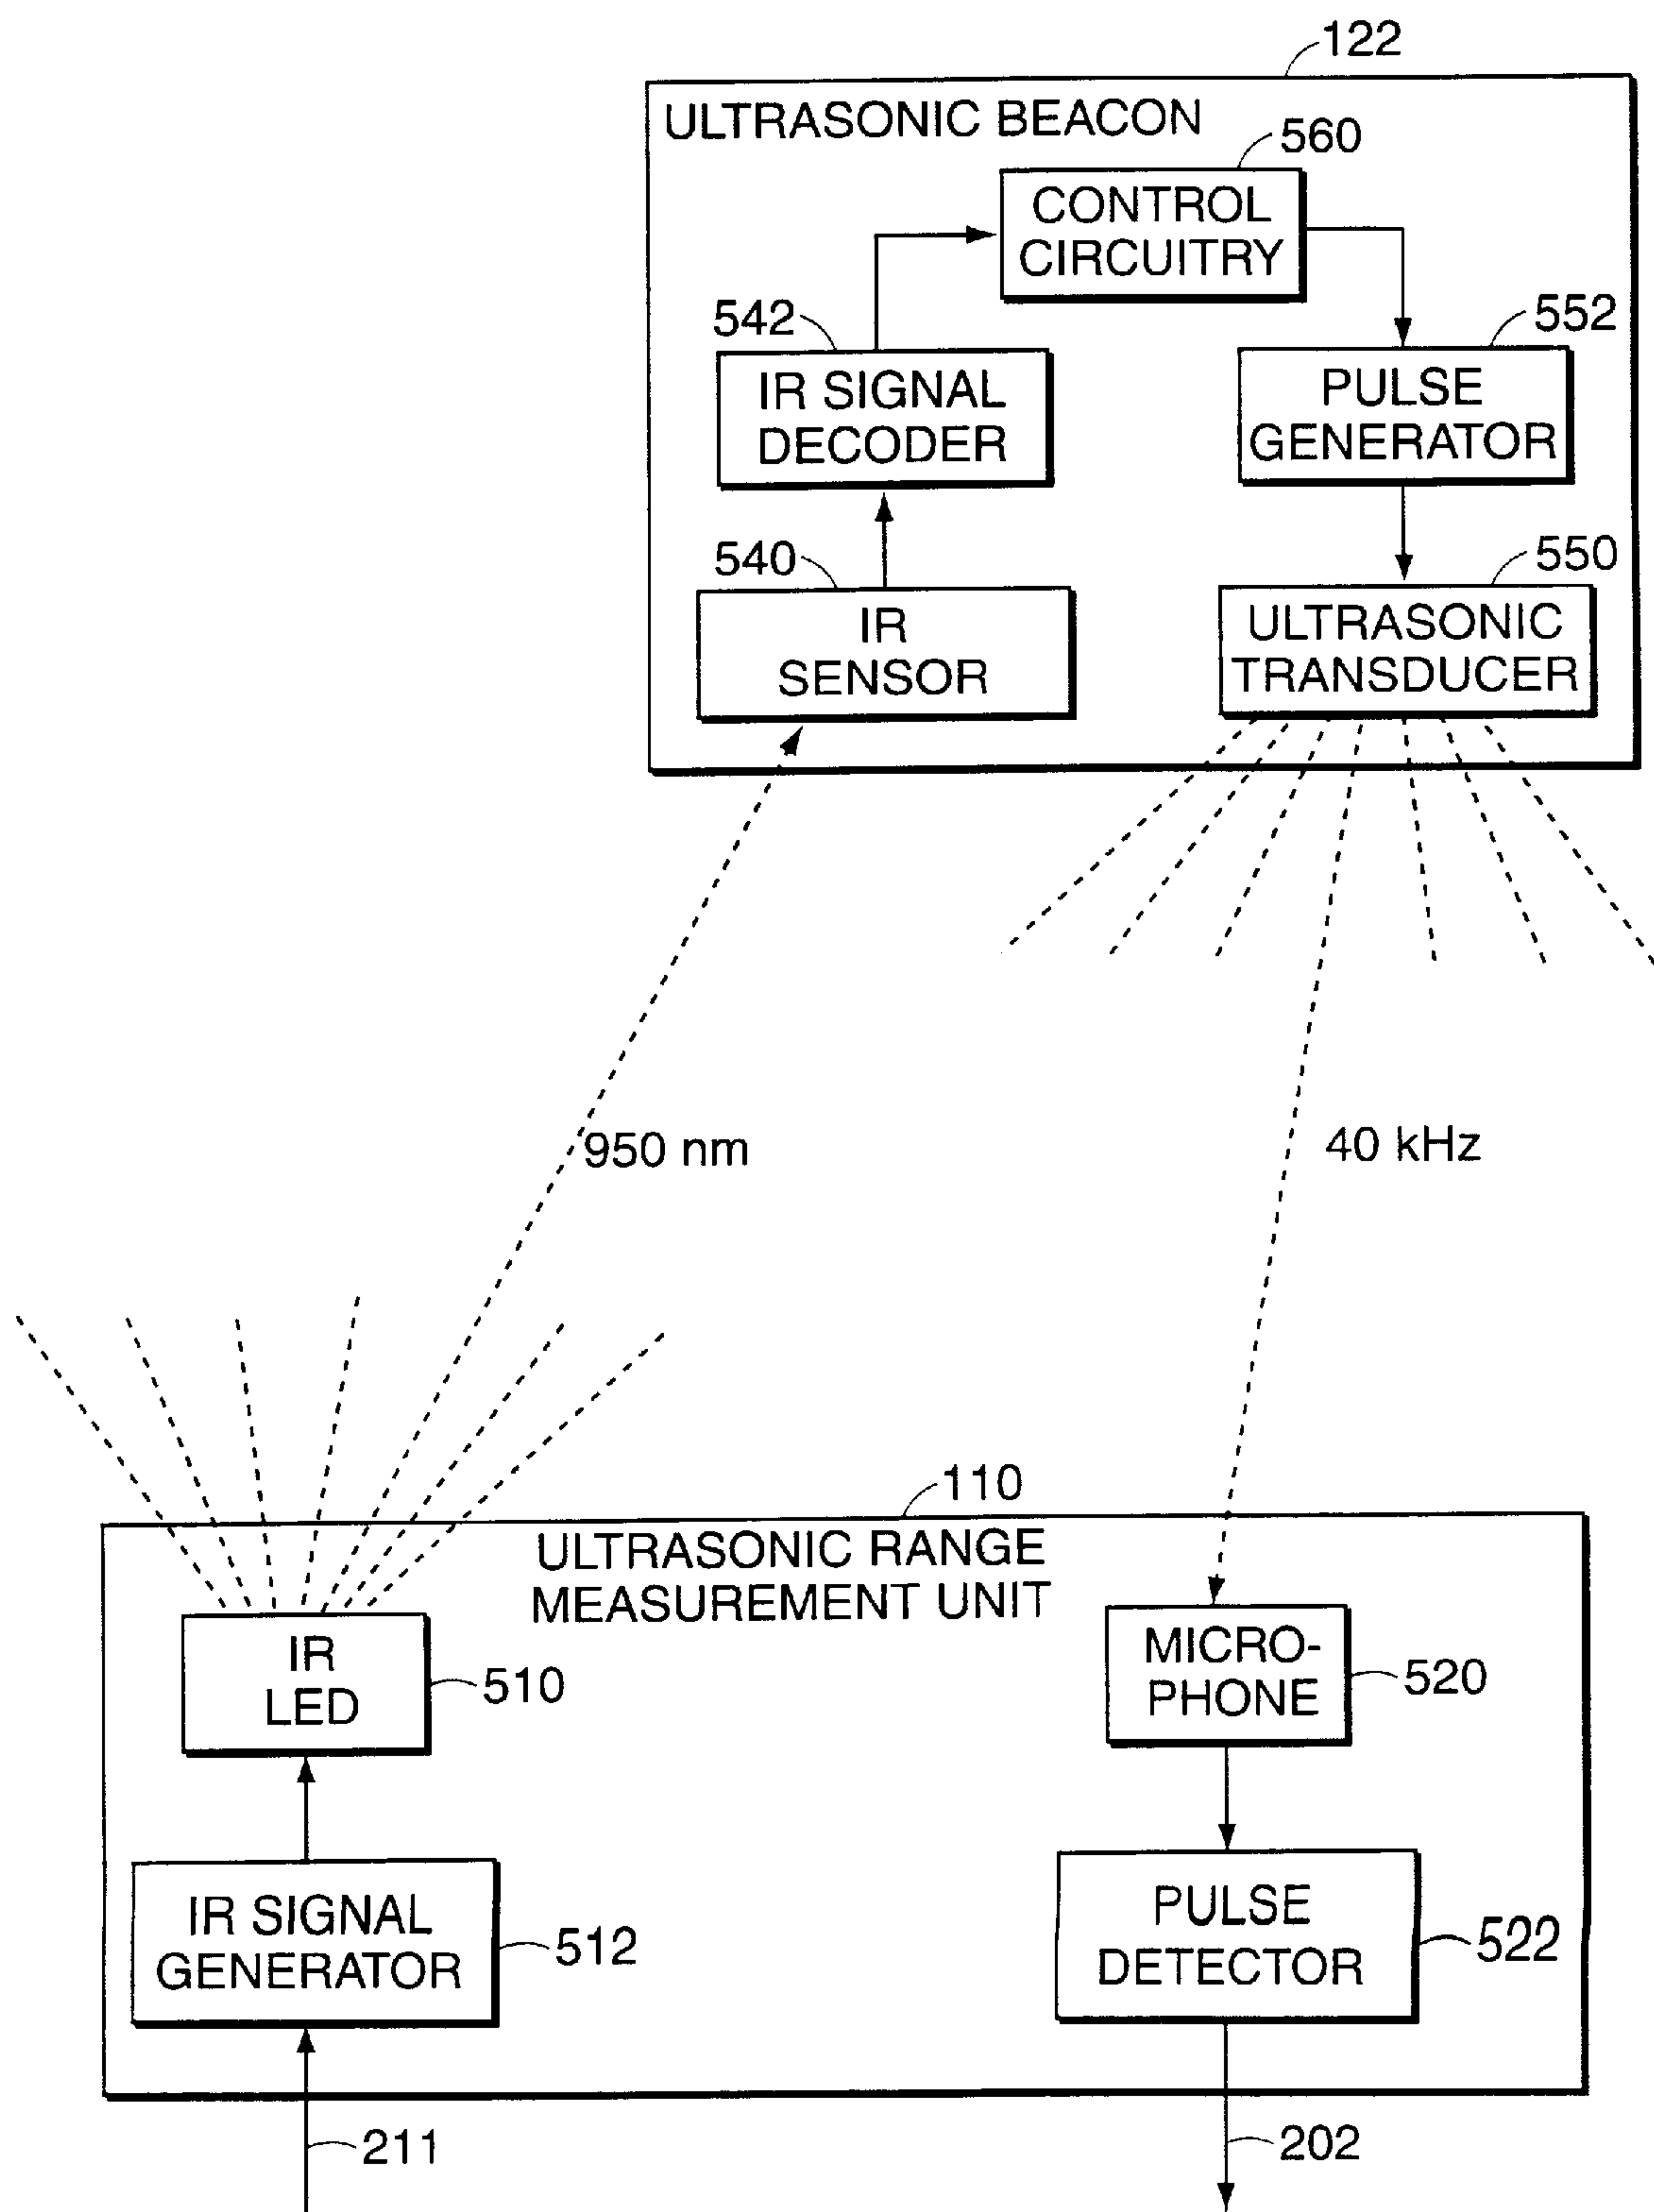 122
ULTRASONIC BEACON
560
CONTROL
CIRCUITRY
542
IR SIGNAL
DECODER
552
PULSE
GENERATOR
540
IR
SENSOR
550
ULTRASONIC
TRANSDUCER
950 nm
40 kHz
110
ULTRASONIC RANGE
MEASUREMENT UNIT
IR
LED
510
MICRO-
PHONE
520
IR SIGNAL
GENERATOR
512
PULSE
DETECTOR
522
211
202